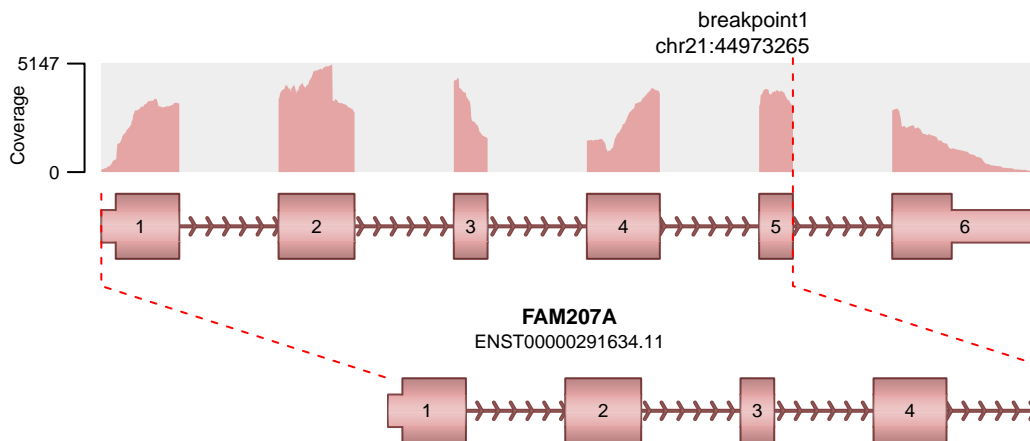 breakpoint1
chr21:44973265
5147
Coverage
0
1 2 3 4 5 6
FAM207A
ENST00000291634.11
1 2 3 4